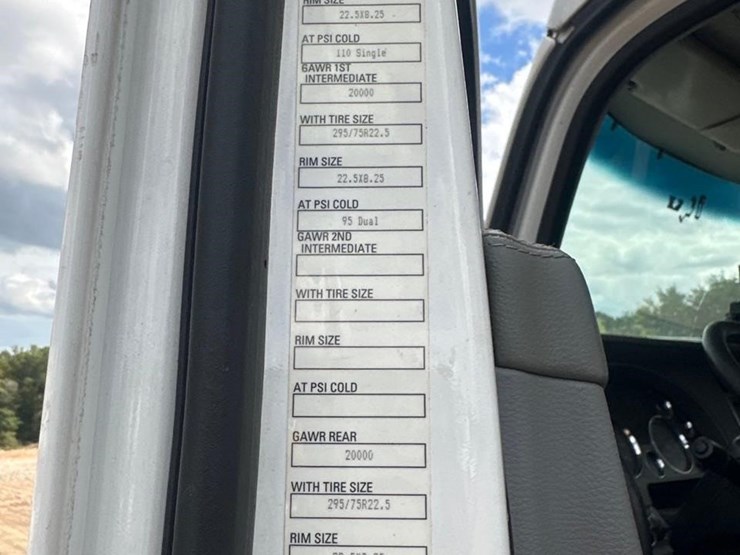 RIM SIZE
22.5X8.25
AT PSI COLD
110 Single
GAWR 1ST
INTERMEDIATE
20000
WITH TIRE SIZE
295/75R22.5
RIM SIZE
22.5X8.25
AT PSI COLD
95 Dual
GAWR 2ND
INTERMEDIATE
WITH TIRE SIZE
RIM SIZE
AT PSI COLD
GAWR REAR
20000
WITH TIRE SIZE
295/75R22.5
RIM SIZE